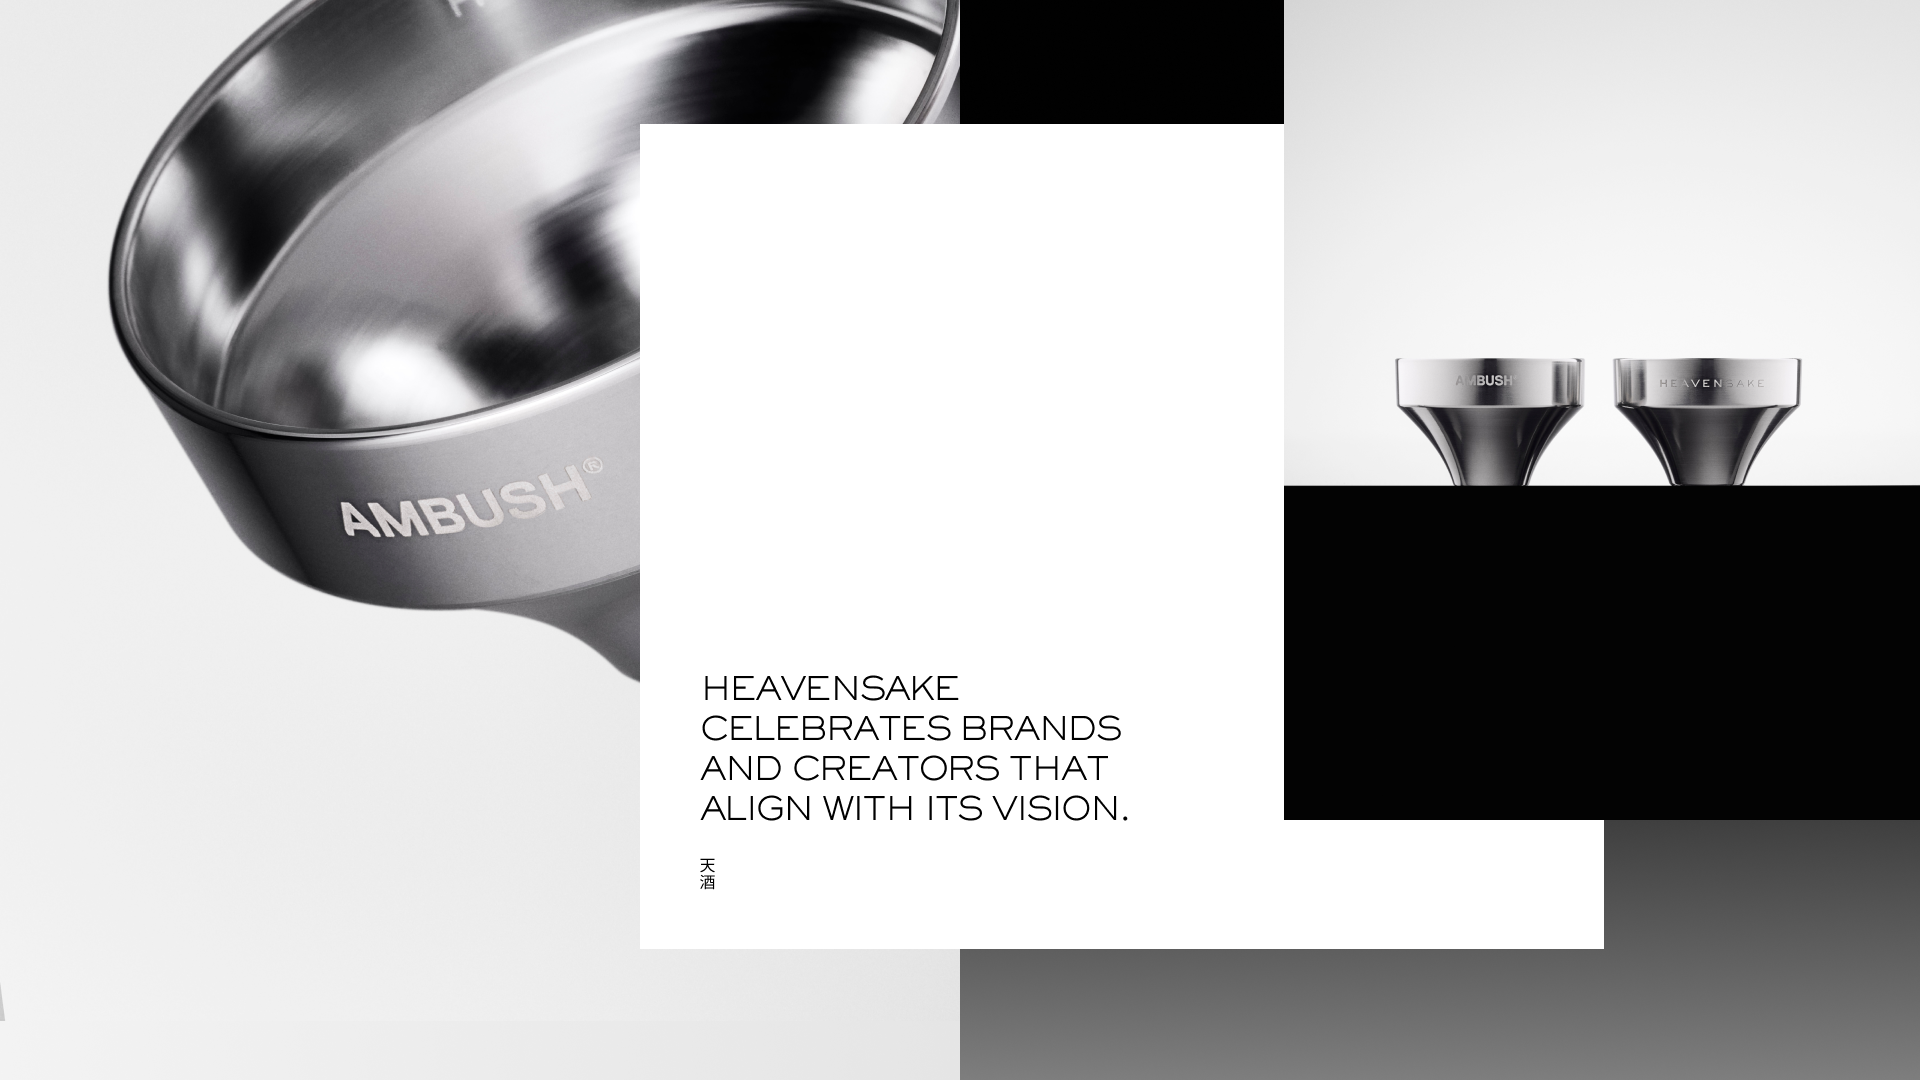 AMBUSH®
AMBUSH®
HEAVENSAKE
HEAVENSAKE
CELEBRATES BRANDS
AND CREATORS THAT
ALIGN WITH ITS VISION.
天
酒